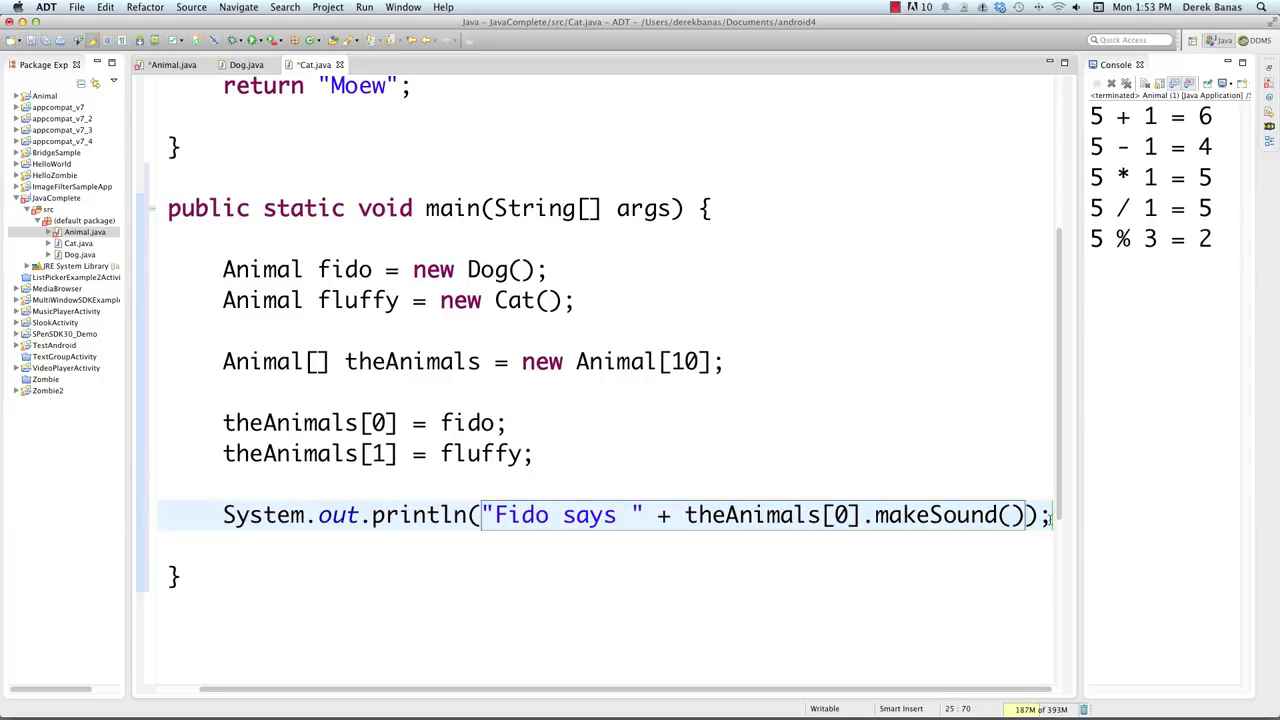 ADT File Edit Refactor Source Navigate Search Project Run Window Help
10 Mon 1:53 PM Derek Banas
Java - JavaComplete/src/Cat.java - ADT - /Users/derekbanas/Documents/android4
Quick Access Java DDMS
Package Exp
*Animal.java Dog.java *Cat.java
Console
<terminated> Animal (1) [Java Application] /S
Animal
appcompat_v7
appcompat_v7_2
appcompat_v7_3
appcompat_v7_4
BridgeSample
HelloWorld
HelloZombie
ImageFilterSampleApp
JavaComplete
src
(default package)
Animal.java
Cat.java
Dog.java
JRE System Library [Ja
ListPickerExample2Activi
MediaBrowser
MultiWindowSDKExample
MusicPlayerActivity
SlookActivity
SPenSDK30_Demo
TestAndroid
TextGroupActivity
VideoPlayerActivity
Zombie
Zombie2
return "Moew";
}
public static void main(String[] args) {
Animal fido = new Dog();
Animal fluffy = new Cat();
Animal[] theAnimals = new Animal[10];
theAnimals[0] = fido;
theAnimals[1] = fluffy;
System.out.println("Fido says " + theAnimals[0].makeSound());
}
5 + 1 = 6
5 - 1 = 4
5 * 1 = 5
5 / 1 = 5
5 % 3 = 2
Writable Smart Insert 25 : 70 187M of 393M